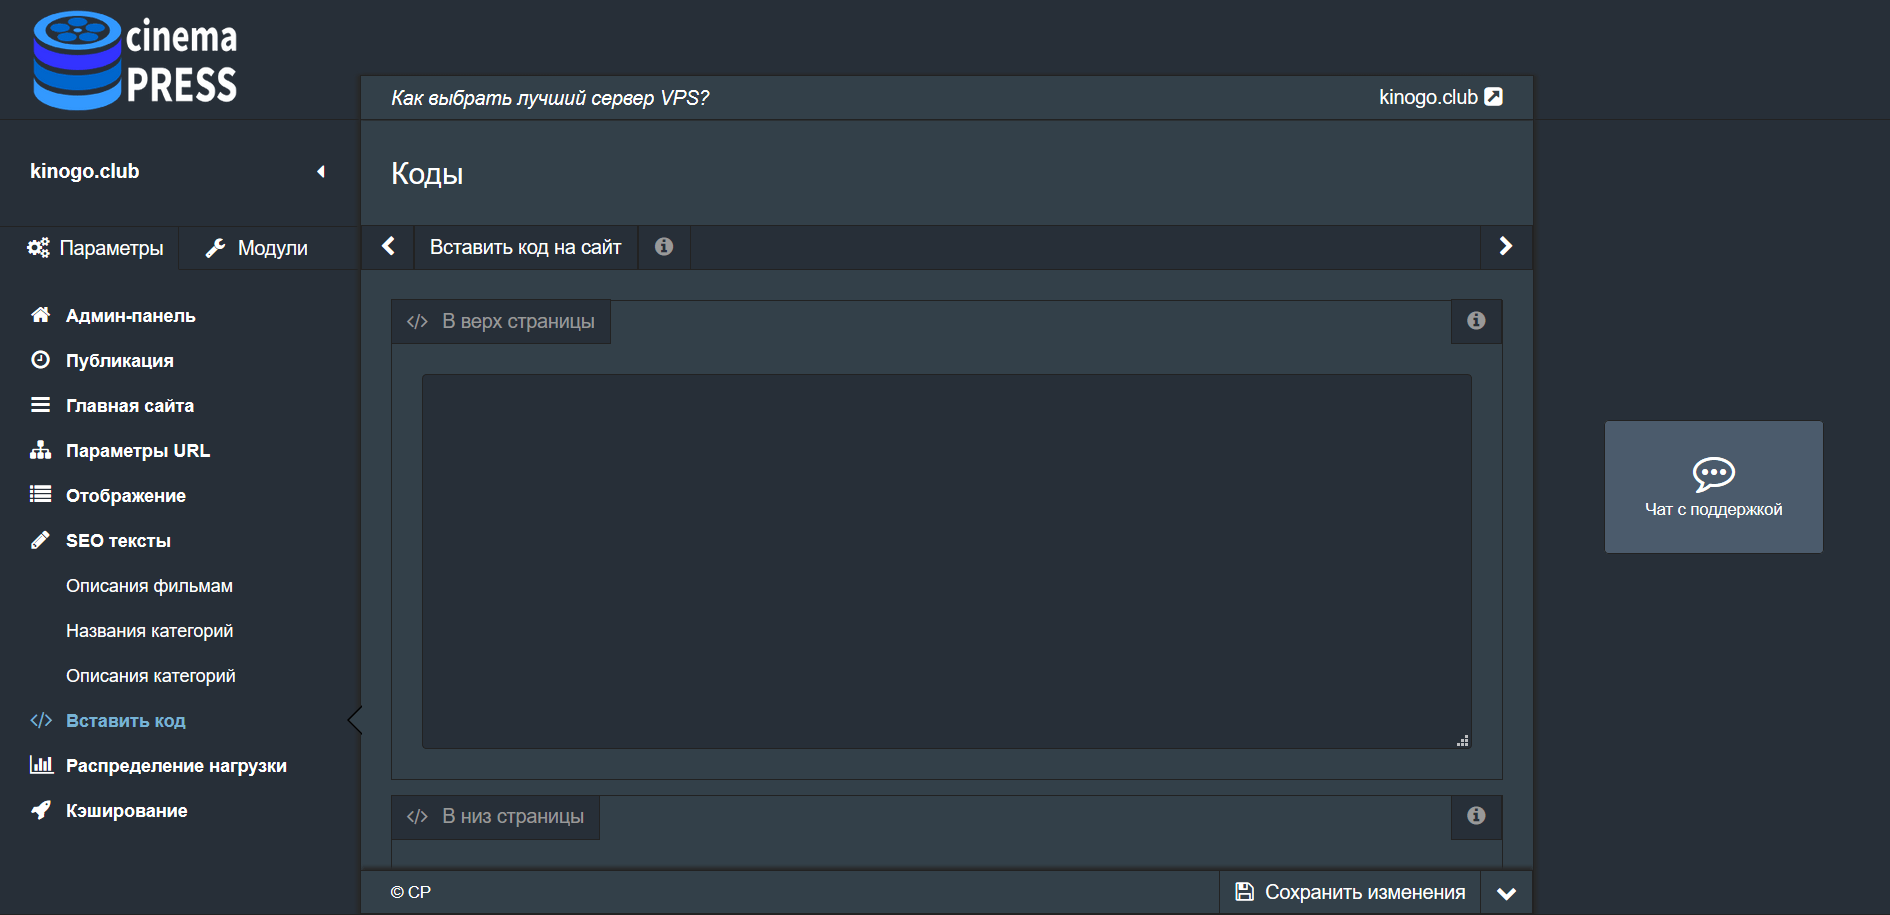 cinema
PRESS
Как выбрать лучший сервер VPS?
kinogo.club
kinogo.club
Параметры
Модули
Админ-панель
Публикация
Главная сайта
Параметры URL
Отображение
SEO тексты
Описания фильмам
Названия категорий
Описания категорий
Вставить код
Распределение нагрузки
Кэширование
Коды
Вставить код на сайт
В верх страницы
В низ страницы
© CP
Сохранить изменения
Чат с поддержкой